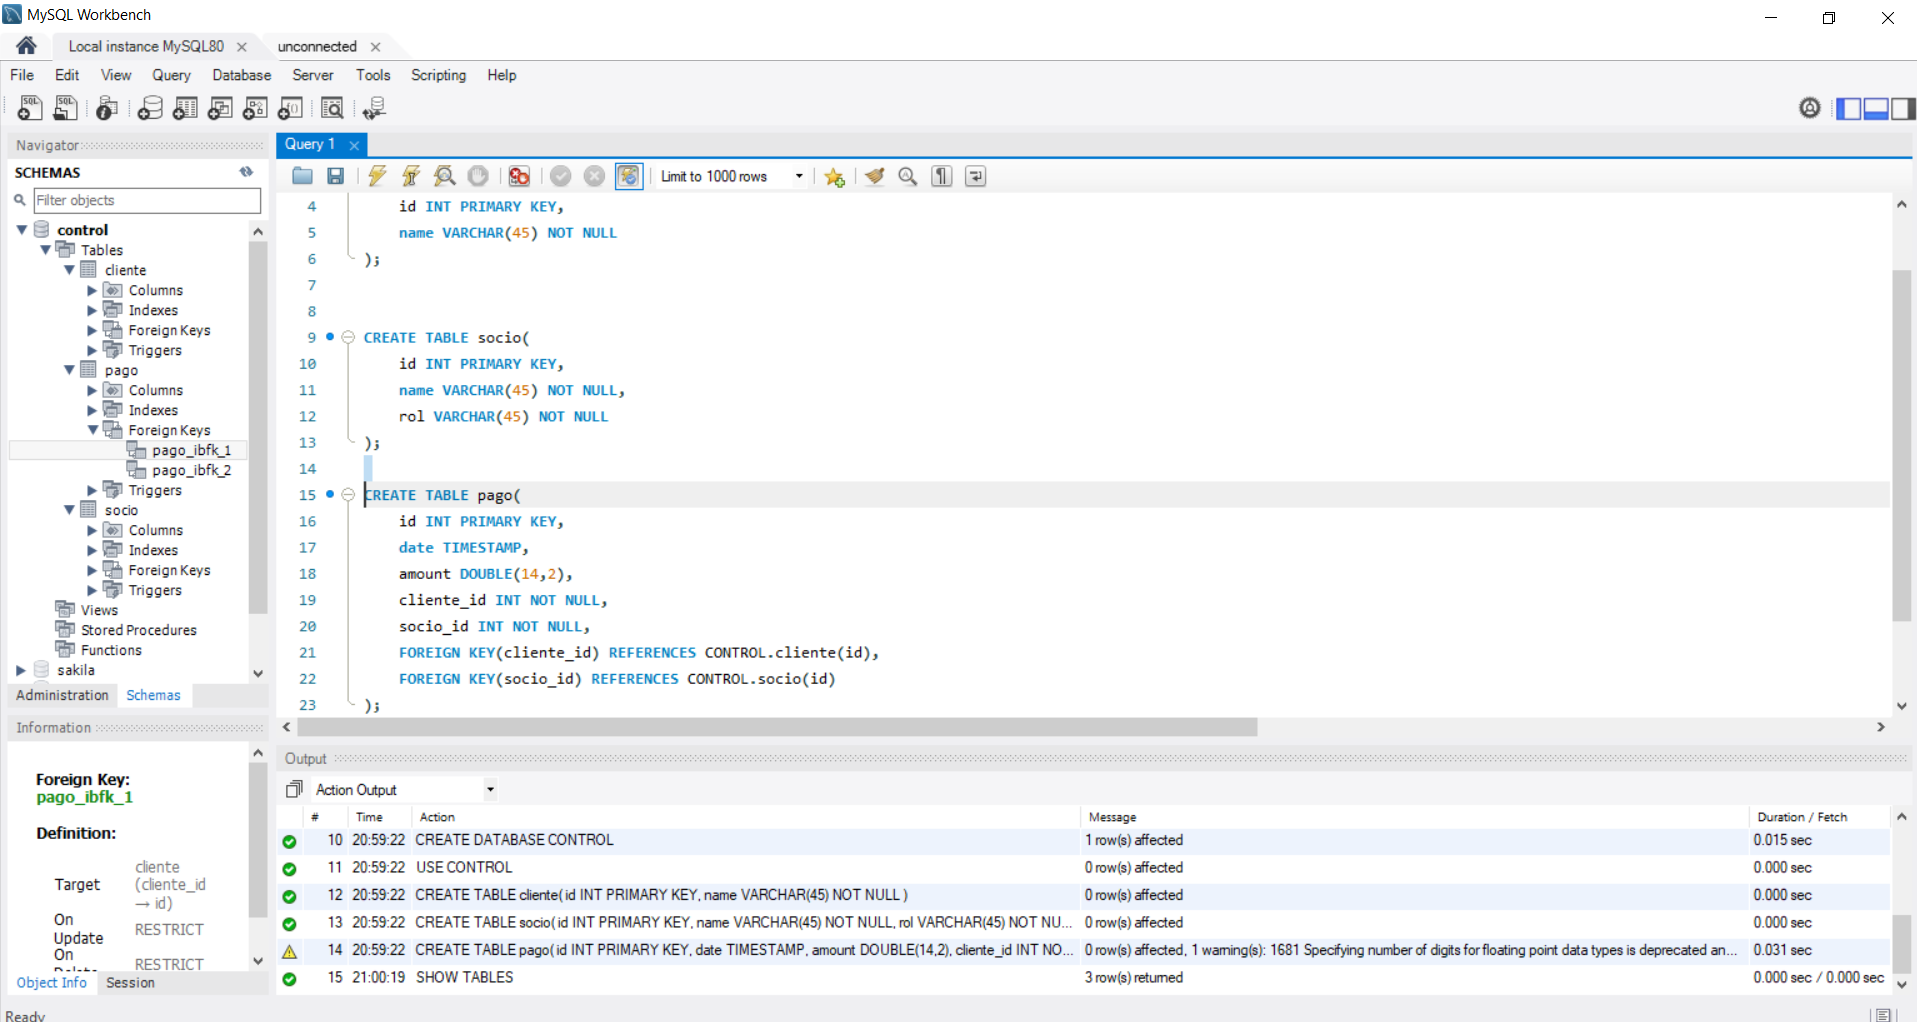 MySQL Workbench
Local instance MySQL80
unconnected
File Edit View Query Database Server Tools Scripting Help
Navigator
SCHEMAS
Filter objects
control
Tables
cliente
Columns
Indexes
Foreign Keys
Triggers
pago
Columns
Indexes
Foreign Keys
pago_ibfk_1
pago_ibfk_2
Triggers
socio
Columns
Indexes
Foreign Keys
Triggers
Views
Stored Procedures
Functions
sakila
Administration Schemas
Information
Foreign Key:
pago_ibfk_1
Definition:
Target cliente (cliente_id → id)
On Update RESTRICT
On Delete RESTRICT
Object Info Session
Ready
Query 1
Limit to 1000 rows
4 id INT PRIMARY KEY,
5 name VARCHAR(45) NOT NULL
6 );
7
8
9 CREATE TABLE socio(
10 id INT PRIMARY KEY,
11 name VARCHAR(45) NOT NULL,
12 rol VARCHAR(45) NOT NULL
13 );
14
15 CREATE TABLE pago(
16 id INT PRIMARY KEY,
17 date TIMESTAMP,
18 amount DOUBLE(14,2),
19 cliente_id INT NOT NULL,
20 socio_id INT NOT NULL,
21 FOREIGN KEY(cliente_id) REFERENCES CONTROL.cliente(id),
22 FOREIGN KEY(socio_id) REFERENCES CONTROL.socio(id)
23 );
Output
Action Output
# Time Action Message Duration / Fetch
10 20:59:22 CREATE DATABASE CONTROL 1 row(s) affected 0.015 sec
11 20:59:22 USE CONTROL 0 row(s) affected 0.000 sec
12 20:59:22 CREATE TABLE cliente( id INT PRIMARY KEY, name VARCHAR(45) NOT NULL ) 0 row(s) affected 0.000 sec
13 20:59:22 CREATE TABLE socio( id INT PRIMARY KEY, name VARCHAR(45) NOT NULL, rol VARCHAR(45) NOT NU... 0 row(s) affected 0.000 sec
14 20:59:22 CREATE TABLE pago( id INT PRIMARY KEY, date TIMESTAMP, amount DOUBLE(14,2), cliente_id INT NO... 0 row(s) affected, 1 warning(s): 1681 Specifying number of digits for floating point data types is deprecated an... 0.031 sec
15 21:00:19 SHOW TABLES 3 row(s) returned 0.000 sec / 0.000 sec